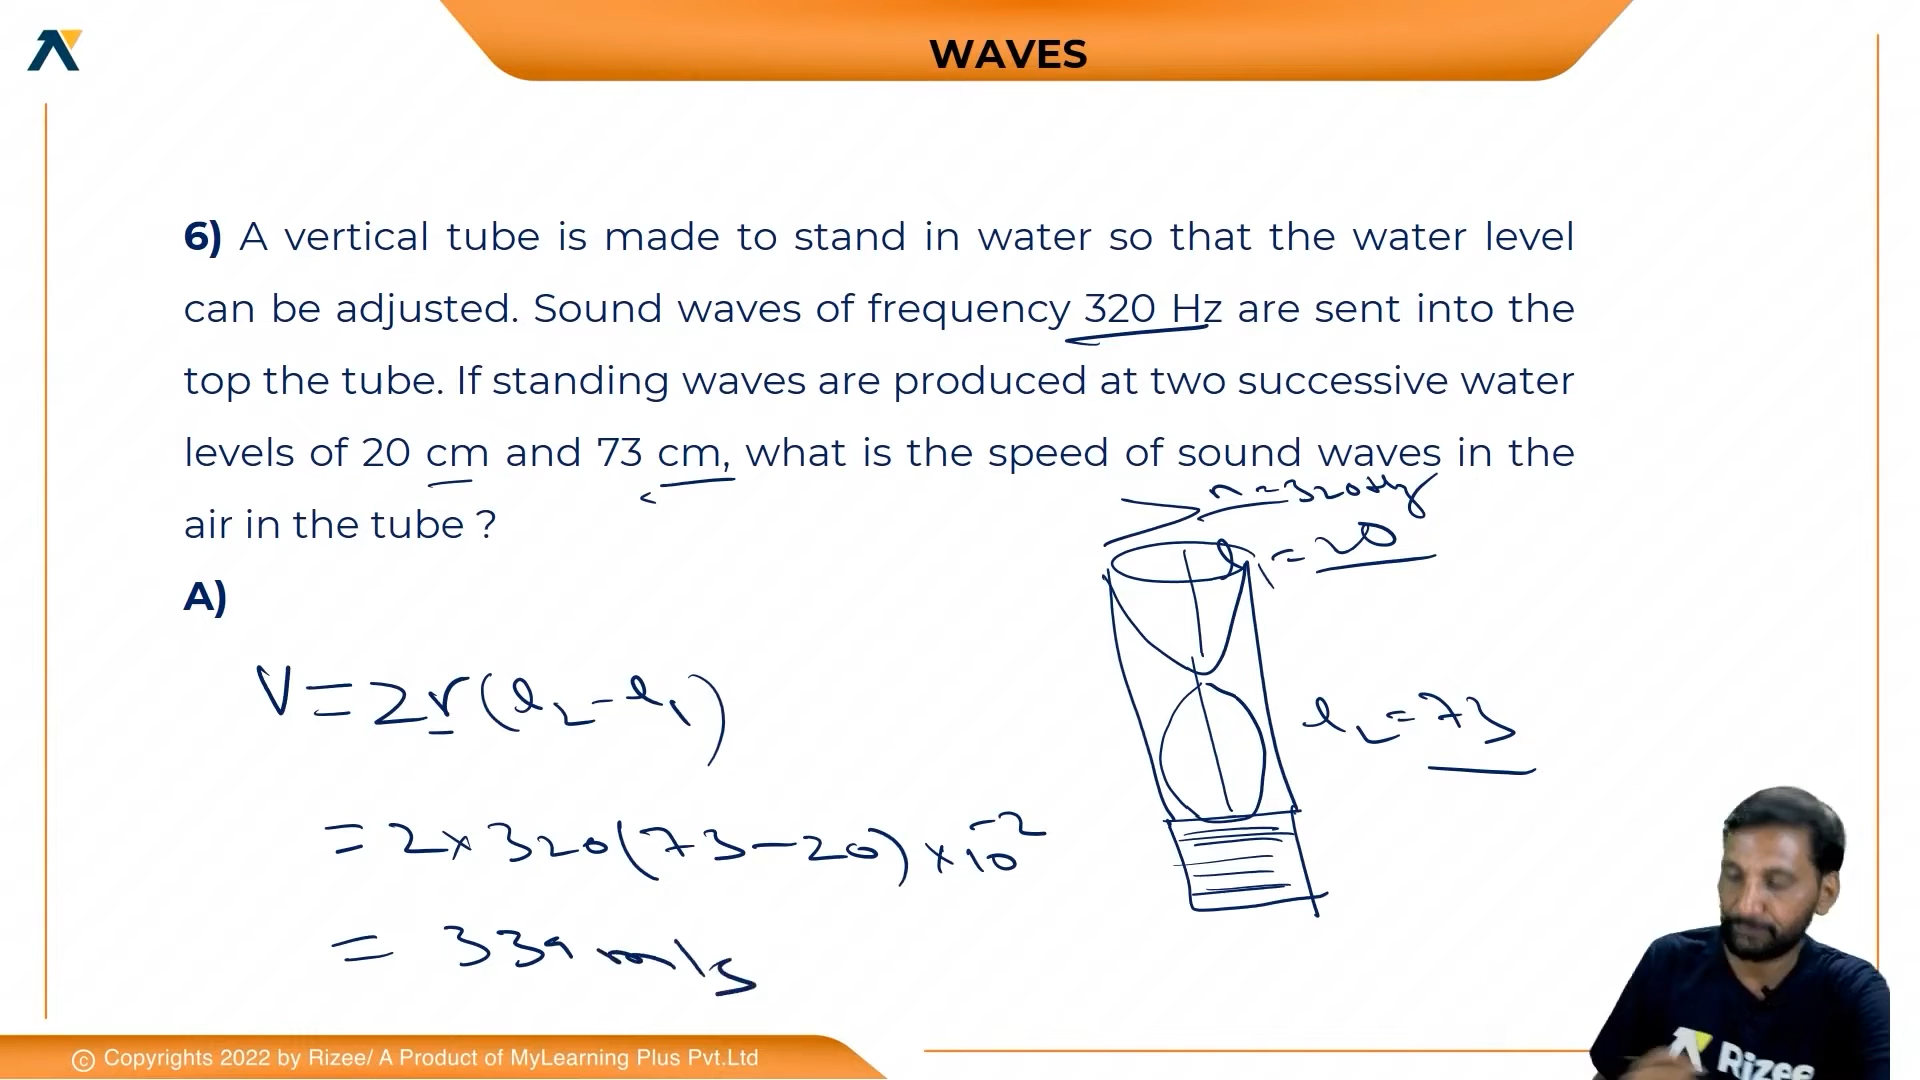 WAVES
6) A vertical tube is made to stand in water so that the water level
can be adjusted. Sound waves of frequency 320 Hz are sent into the
top the tube. If standing waves are produced at two successive water
levels of 20 cm and 73 cm, what is the speed of sound waves in the
air in the tube ?
n = 320 Hz
l₁ = 20
A)
V = 2r(l₂-l₁)
l₂ = 73
= 2×320(73-20)×10⁻²
= 339 m/s
© Copyrights 2022 by Rizee/ A Product of MyLearning Plus Pvt.Ltd
Rizee